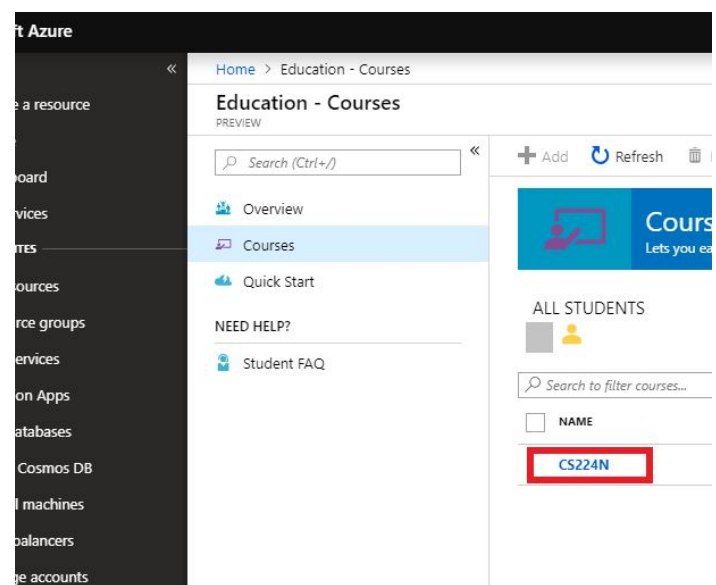 ft Azure
«
Home > Education - Courses
e a resource
Education - Courses
PREVIEW
Search (Ctrl+/)
«
Add
Refresh
oard
rvices
Overview
ITES
Courses
ources
Quick Start
rce groups
NEED HELP?
ervices
Student FAQ
on Apps
atabases
Cosmos DB
l machines
palancers
ge accounts
Cours
Lets you ea
ALL STUDENTS
Search to filter courses...
NAME
CS224N